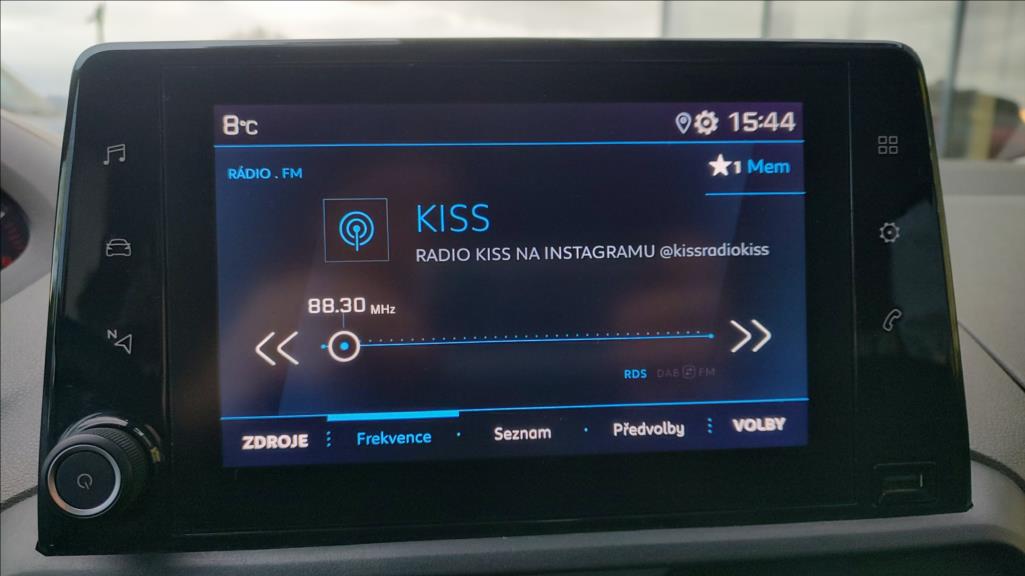 8°C
15:44
RÁDIO . FM
1 Mem
KISS
RADIO KISS NA INSTAGRAMU @kissradiokiss
88.30 MHz
RDS DAB FM
ZDROJE
Frekvence
Seznam
Předvolby
VOLBY
N